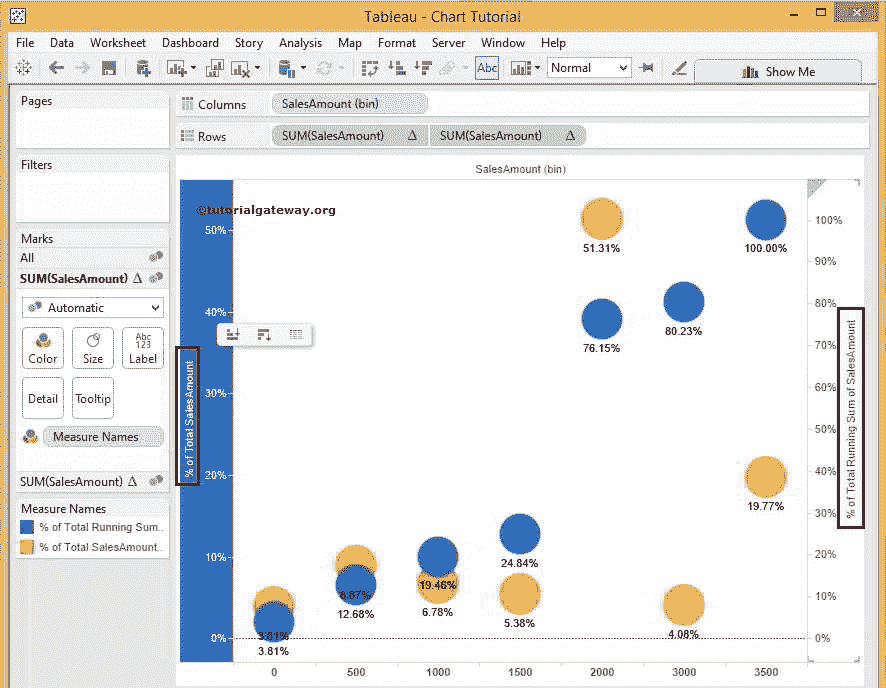 Tableau - Chart Tutorial
File Data Worksheet Dashboard Story Analysis Map Format Server Window Help
Abc Normal Show Me
Pages
Columns SalesAmount (bin)
Rows SUM(SalesAmount) Δ SUM(SalesAmount) Δ
Filters
Marks
All
SUM(SalesAmount) Δ
Automatic
Color Size Abc 123 Label
Detail Tooltip
Measure Names
SUM(SalesAmount) Δ
Measure Names
% of Total Running Sum..
% of Total SalesAmount..
SalesAmount (bin)
©tutorialgateway.org
% of Total SalesAmount
50%
40%
30%
20%
10%
0%
51.31%
100.00%
76.15%
80.23%
19.77%
24.84%
19.46%
8.87%
12.68%
6.78%
5.38%
4.08%
3.81%
3.81%
100%
90%
80%
70%
60%
50%
40%
30%
20%
10%
0%
% of Total Running Sum of SalesAmount
0 500 1000 1500 2000 3000 3500